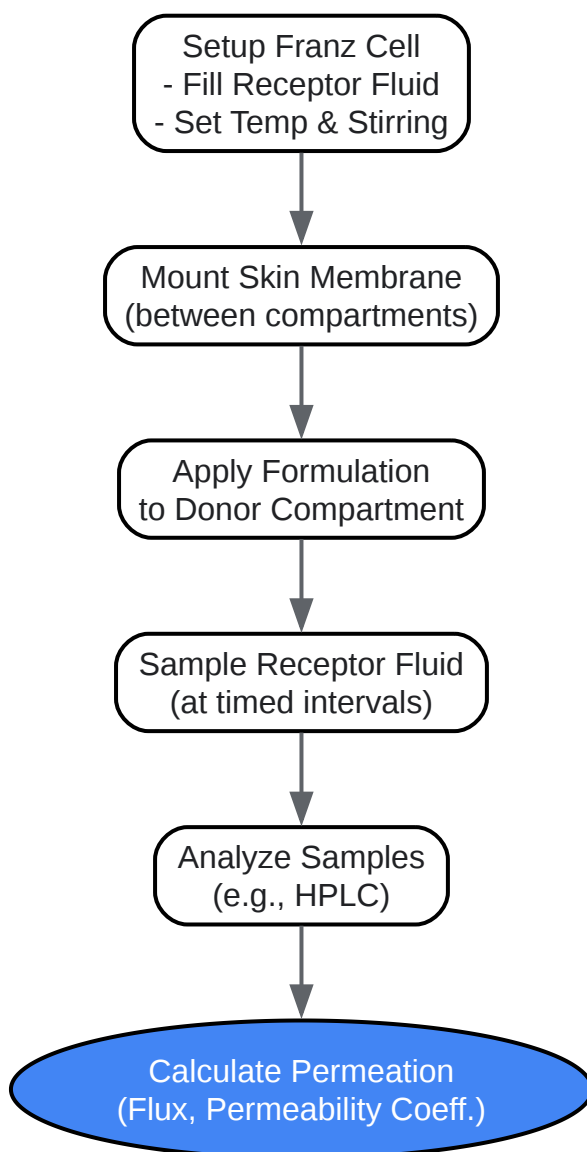 Setup Franz Cell
- Fill Receptor Fluid
- Set Temp & Stirring
Mount Skin Membrane
(between compartments)
Apply Formulation
to Donor Compartment
Sample Receptor Fluid
(at timed intervals)
Analyze Samples
(e.g., HPLC)
Calculate Permeation
(Flux, Permeability Coeff.)